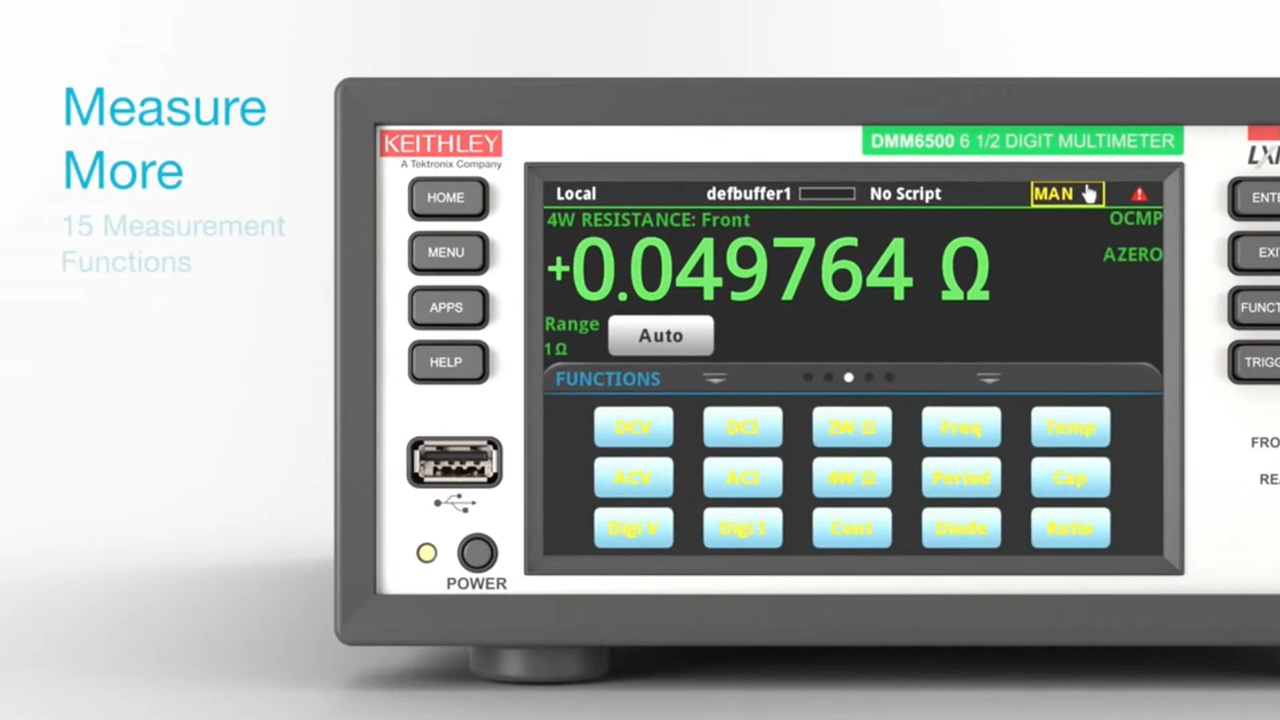 Measure
More
15 Measurement
Functions
KEITHLEY
A Tektronix Company
DMM6500 6 1/2 DIGIT MULTIMETER
HOME
MENU
APPS
HELP
POWER
Local
defbuffer1
No Script
MAN
4W RESISTANCE: Front
OCMP
+0.049764 Ω
AZERO
Range
1Ω
Auto
FUNCTIONS
DCV
DCI
2W Ω
Freq
Temp
ACV
ACI
4W Ω
Period
Cap
Digi V
Digi I
Cont
Diode
Ratio